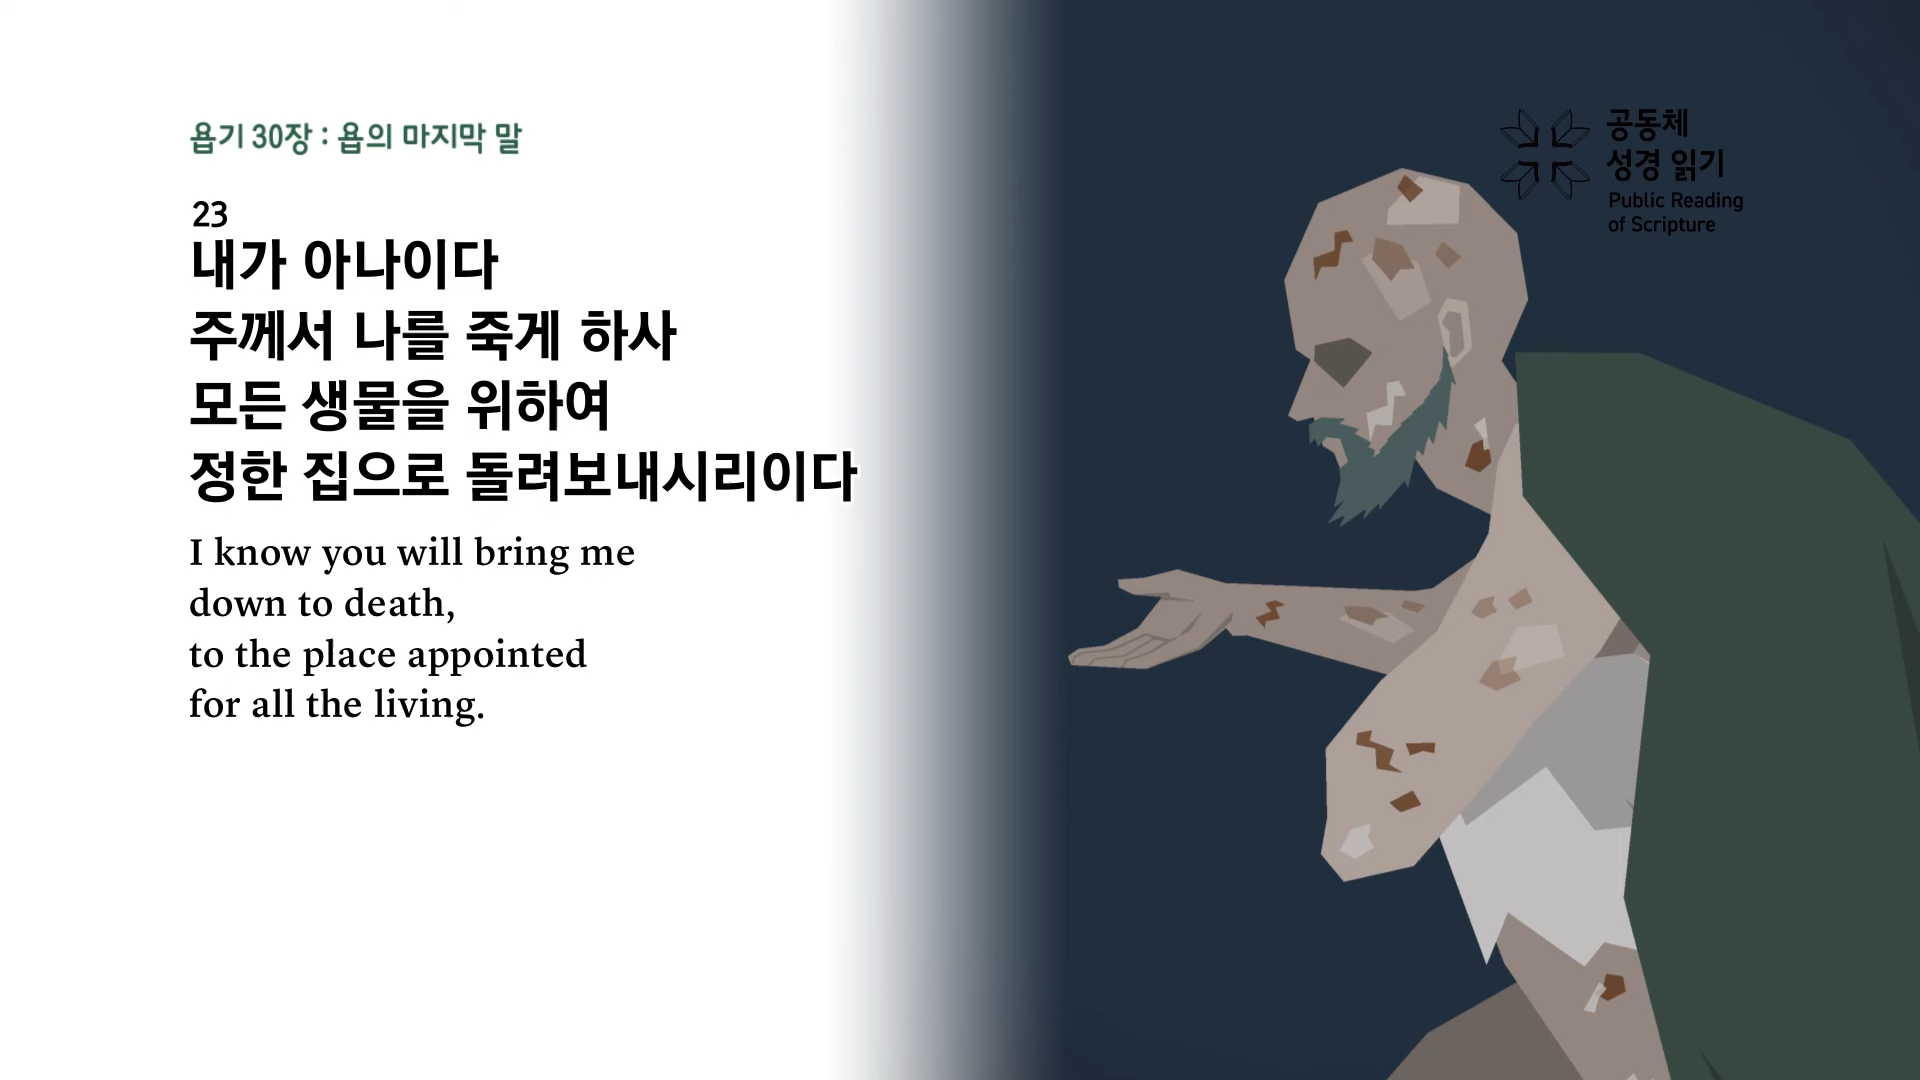 욥기 30장 : 욥의 마지막 말
23
내가 아나이다
주께서 나를 죽게 하사
모든 생물을 위하여
정한 집으로 돌려보내시리이다
I know you will bring me
down to death,
to the place appointed
for all the living.
공동체
성경 읽기
Public Reading
of Scripture